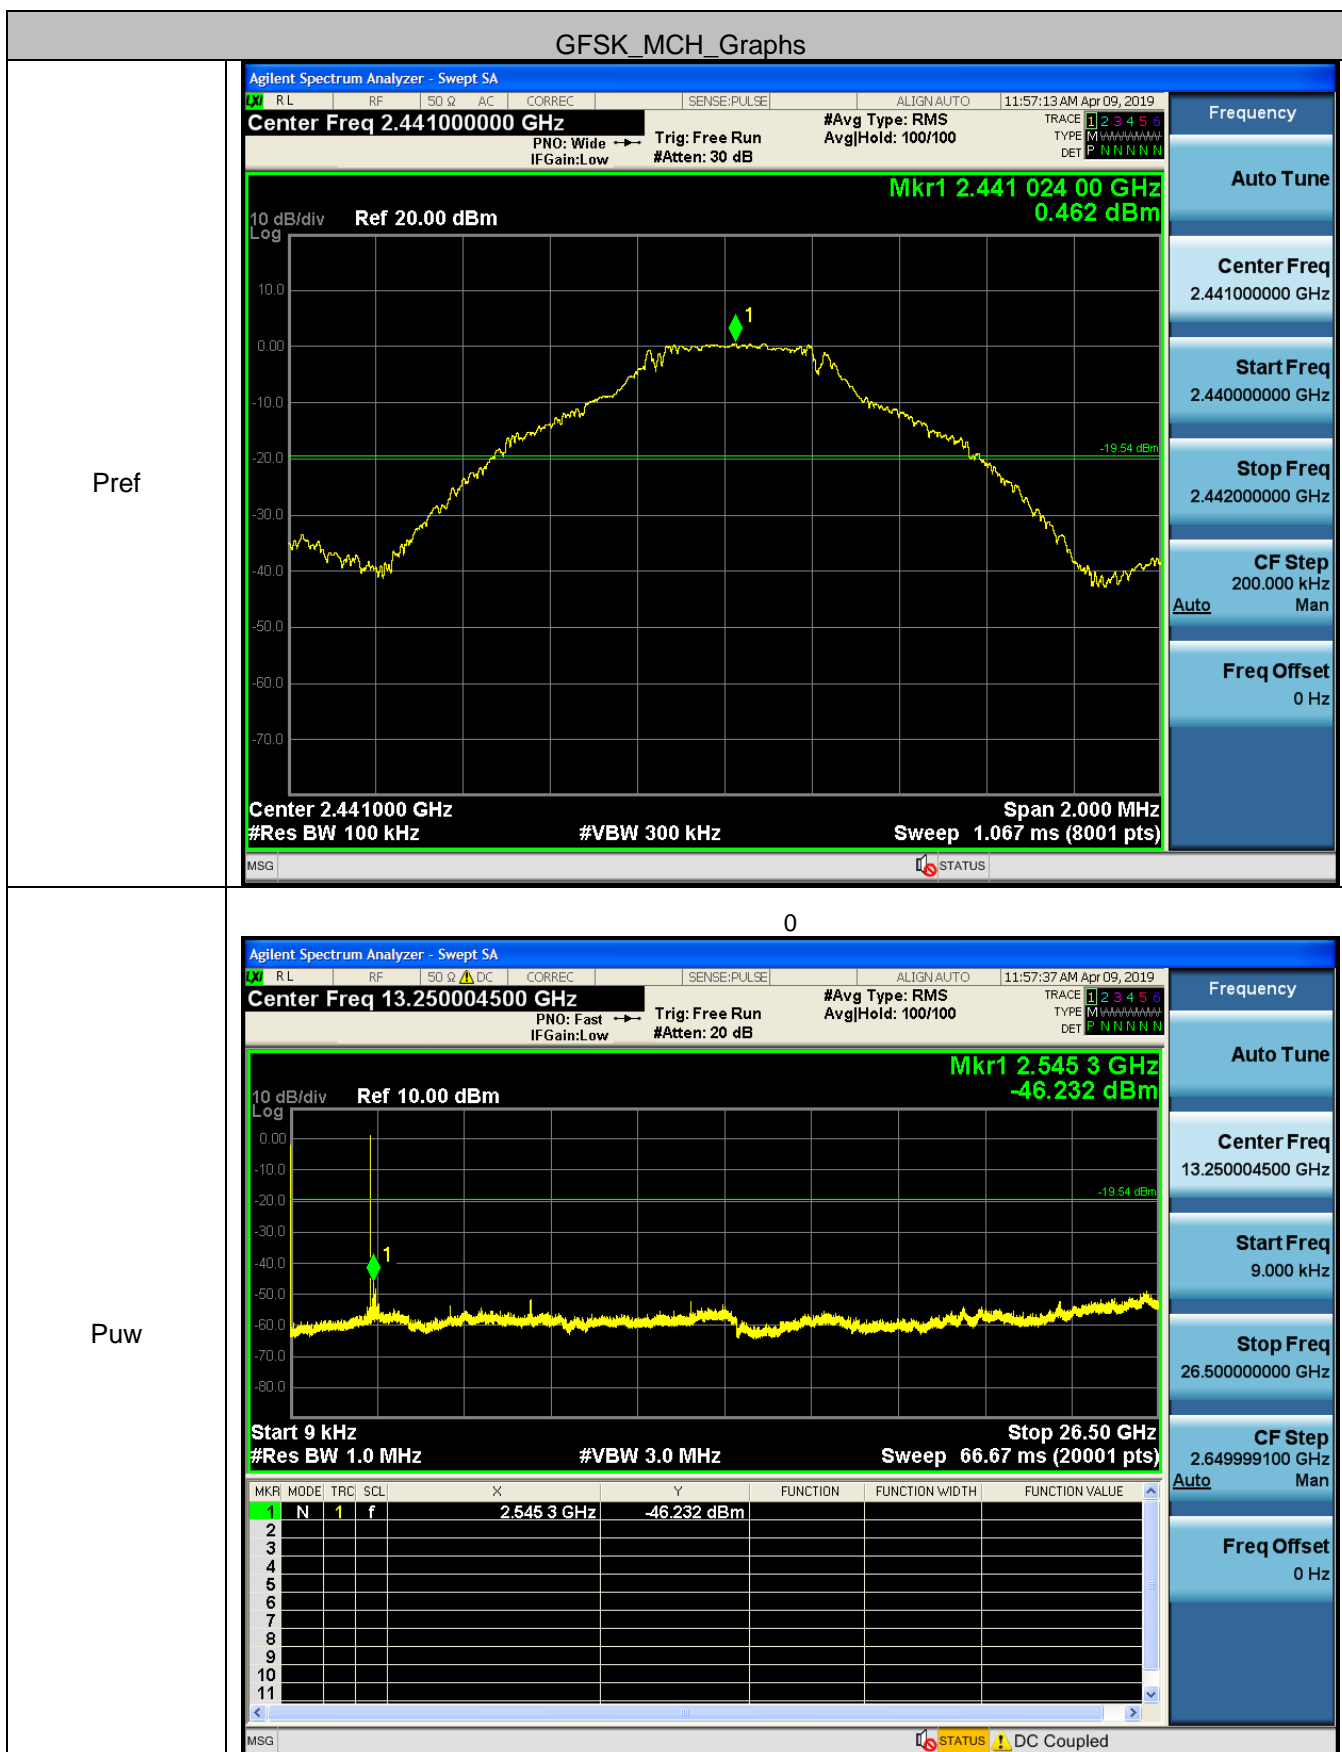 GFSK_MCH_Graphs
Pref
Agilent Spectrum Analyzer - Swept SA
LXI RL RF 50 Ω AC CORREC SENSE:PULSE ALIGN AUTO 11:57:13 AM Apr 09, 2019
Center Freq 2.441000000 GHz
PNO: Wide
IFGain:Low
Trig: Free Run
#Atten: 30 dB
#Avg Type: RMS
Avg|Hold: 100/100
TRACE 1 2 3 4 5 6
TYPE M
DET P N N N N N
Mkr1 2.441 024 00 GHz
0.462 dBm
10 dB/div Ref 20.00 dBm
Log
10.0
0.00
-10.0
-20.0
-30.0
-40.0
-50.0
-60.0
-70.0
1
-19.54 dBm
Center 2.441000 GHz Span 2.000 MHz
#Res BW 100 kHz #VBW 300 kHz Sweep 1.067 ms (8001 pts)
MSG STATUS
Frequency
Auto Tune
Center Freq
2.441000000 GHz
Start Freq
2.440000000 GHz
Stop Freq
2.442000000 GHz
CF Step
200.000 kHz
Auto Man
Freq Offset
0 Hz
Puw
0
Agilent Spectrum Analyzer - Swept SA
LXI RL RF 50 Ω DC CORREC SENSE:PULSE ALIGN AUTO 11:57:37 AM Apr 09, 2019
Center Freq 13.250004500 GHz
PNO: Fast
IFGain:Low
Trig: Free Run
#Atten: 20 dB
#Avg Type: RMS
Avg|Hold: 100/100
TRACE 1 2 3 4 5 6
TYPE M
DET P N N N N N
Mkr1 2.545 3 GHz
-46.232 dBm
10 dB/div Ref 10.00 dBm
Log
0.00
-10.0
-20.0
-30.0
-40.0
-50.0
-60.0
-70.0
-80.0
1
-19.54 dBm
Start 9 kHz Stop 26.50 GHz
#Res BW 1.0 MHz #VBW 3.0 MHz Sweep 66.67 ms (20001 pts)
MKR MODE TRC SCL X Y FUNCTION FUNCTION WIDTH FUNCTION VALUE
1 N 1 f 2.545 3 GHz -46.232 dBm
2
3
4
5
6
7
8
9
10
11
MSG STATUS DC Coupled
Frequency
Auto Tune
Center Freq
13.250004500 GHz
Start Freq
9.000 kHz
Stop Freq
26.500000000 GHz
CF Step
2.649999100 GHz
Auto Man
Freq Offset
0 Hz